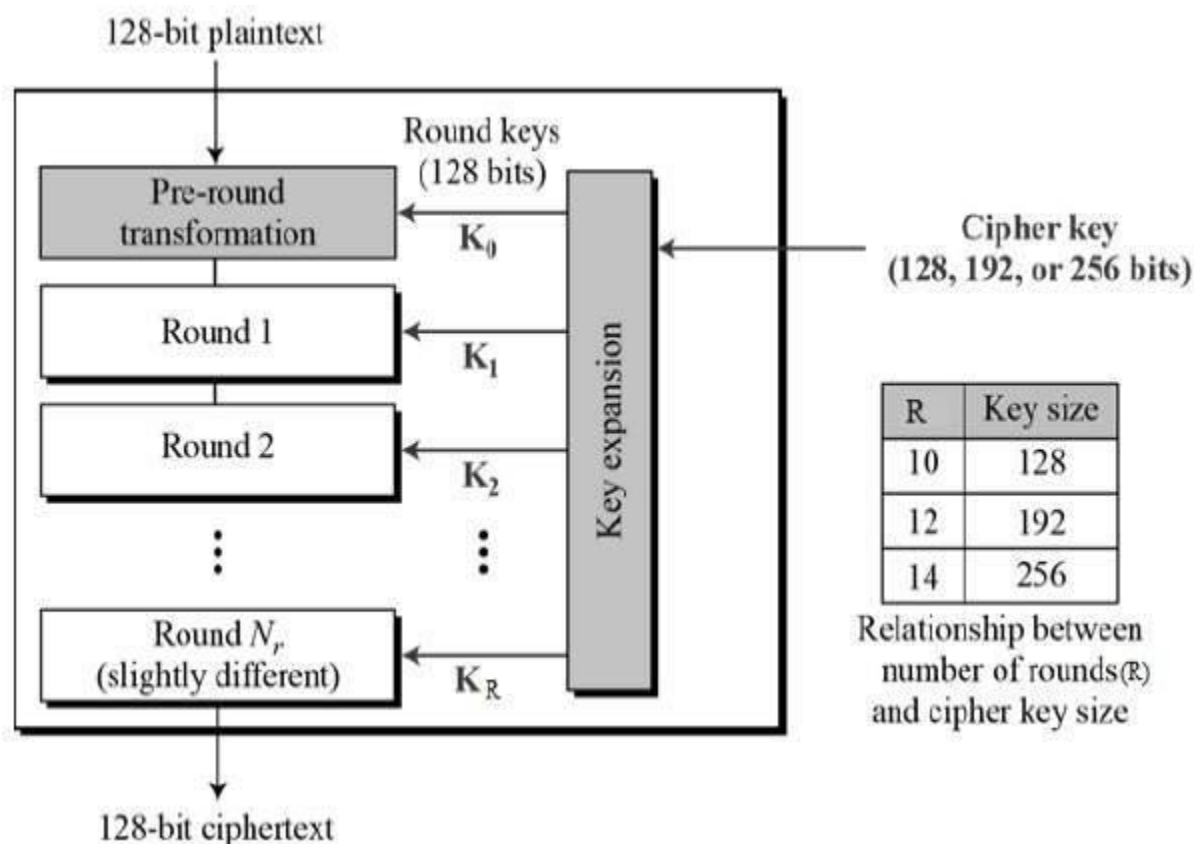 128-bit plaintext
Round keys
(128 bits)
Pre-round
transformation
K₀
Cipher key
(128, 192, or 256 bits)
Round 1
K₁
Round 2
K₂
Key expansion
Round Nᵣ
(slightly different)
K_R
128-bit ciphertext
R Key size
10 128
12 192
14 256
Relationship between
number of rounds(R)
and cipher key size